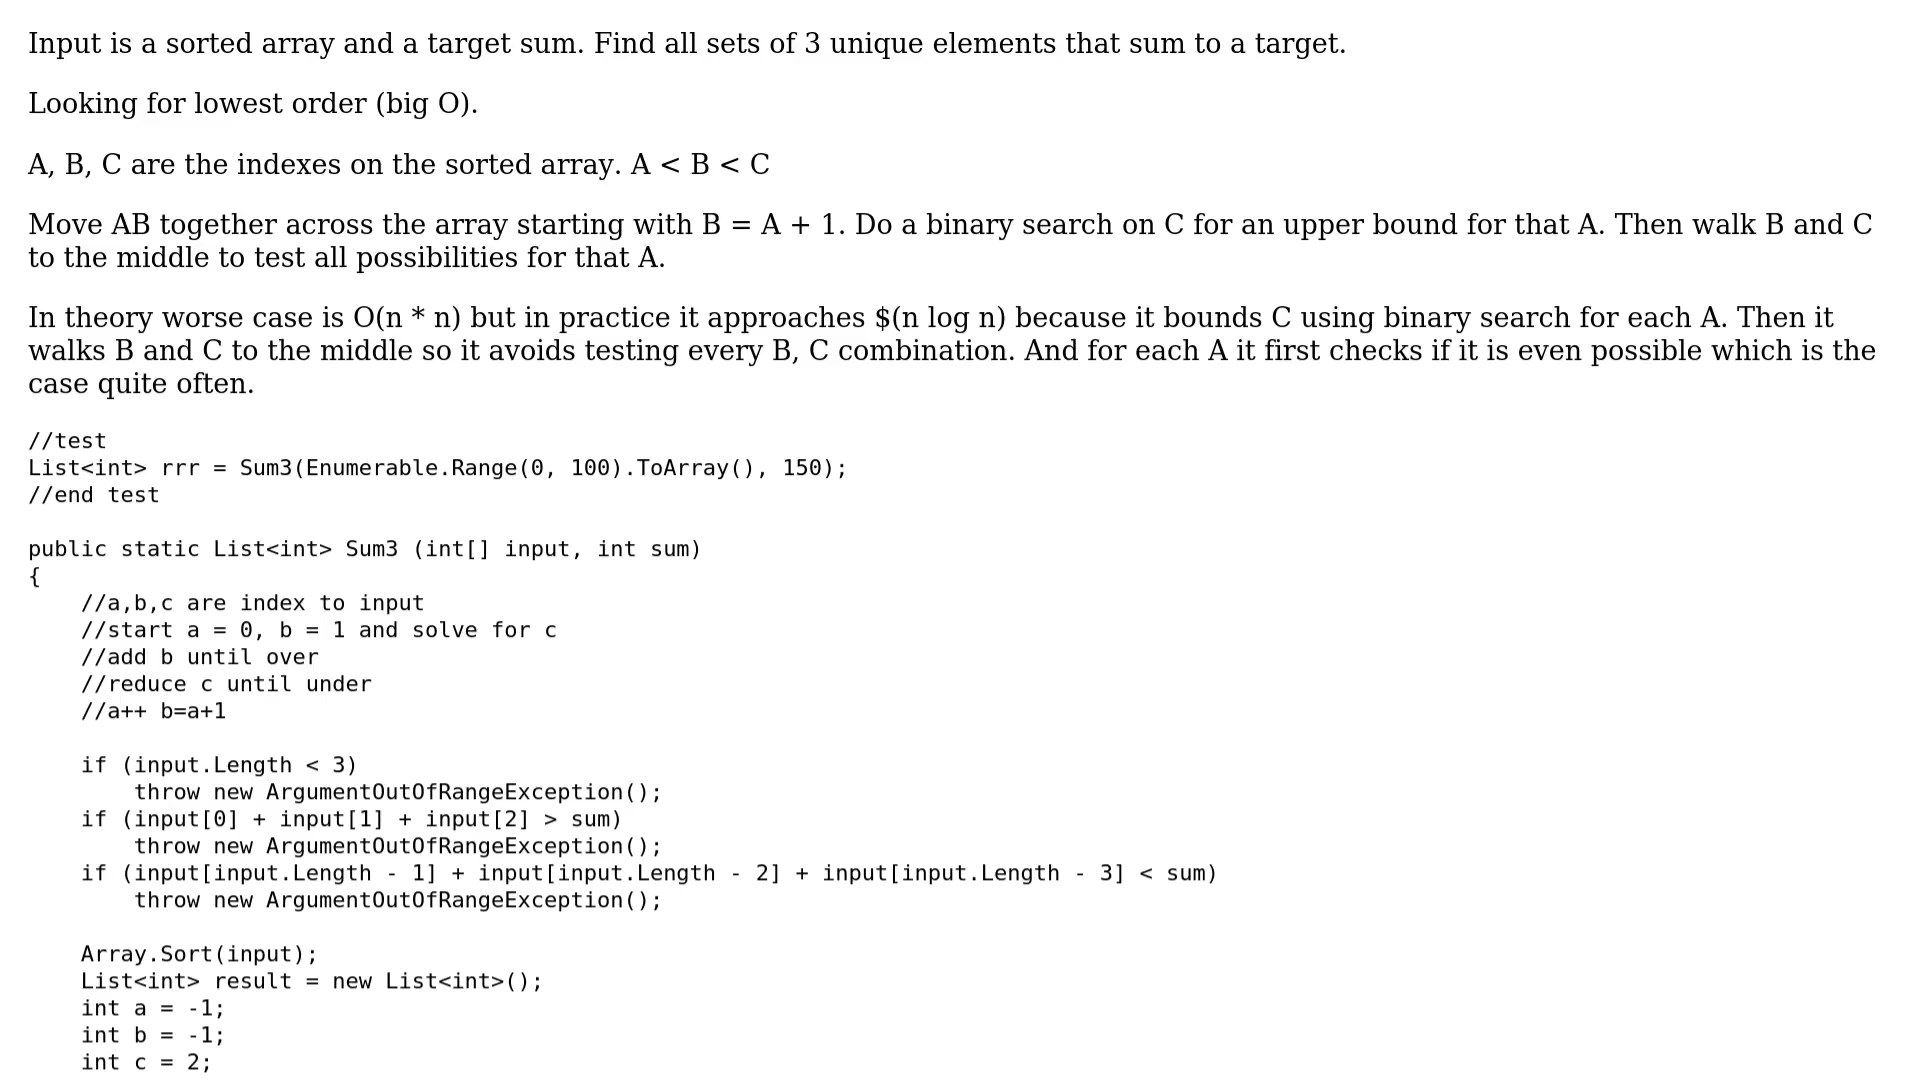 Input is a sorted array and a target sum. Find all sets of 3 unique elements that sum to a target.
Looking for lowest order (big O).
A, B, C are the indexes on the sorted array. A < B < C
Move AB together across the array starting with B = A + 1. Do a binary search on C for an upper bound for that A. Then walk B and C
to the middle to test all possibilities for that A.
In theory worse case is O(n * n) but in practice it approaches $(n log n) because it bounds C using binary search for each A. Then it
walks B and C to the middle so it avoids testing every B, C combination. And for each A it first checks if it is even possible which is the
case quite often.
//test
List<int> rrr = Sum3(Enumerable.Range(0, 100).ToArray(), 150);
//end test
public static List<int> Sum3 (int[] input, int sum)
{
    //a,b,c are index to input
    //start a = 0, b = 1 and solve for c
    //add b until over
    //reduce c until under
    //a++ b=a+1
    if (input.Length < 3)
        throw new ArgumentOutOfRangeException();
    if (input[0] + input[1] + input[2] > sum)
        throw new ArgumentOutOfRangeException();
    if (input[input.Length - 1] + input[input.Length - 2] + input[input.Length - 3] < sum)
        throw new ArgumentOutOfRangeException();
    Array.Sort(input);
    List<int> result = new List<int>();
    int a = -1;
    int b = -1;
    int c = 2;